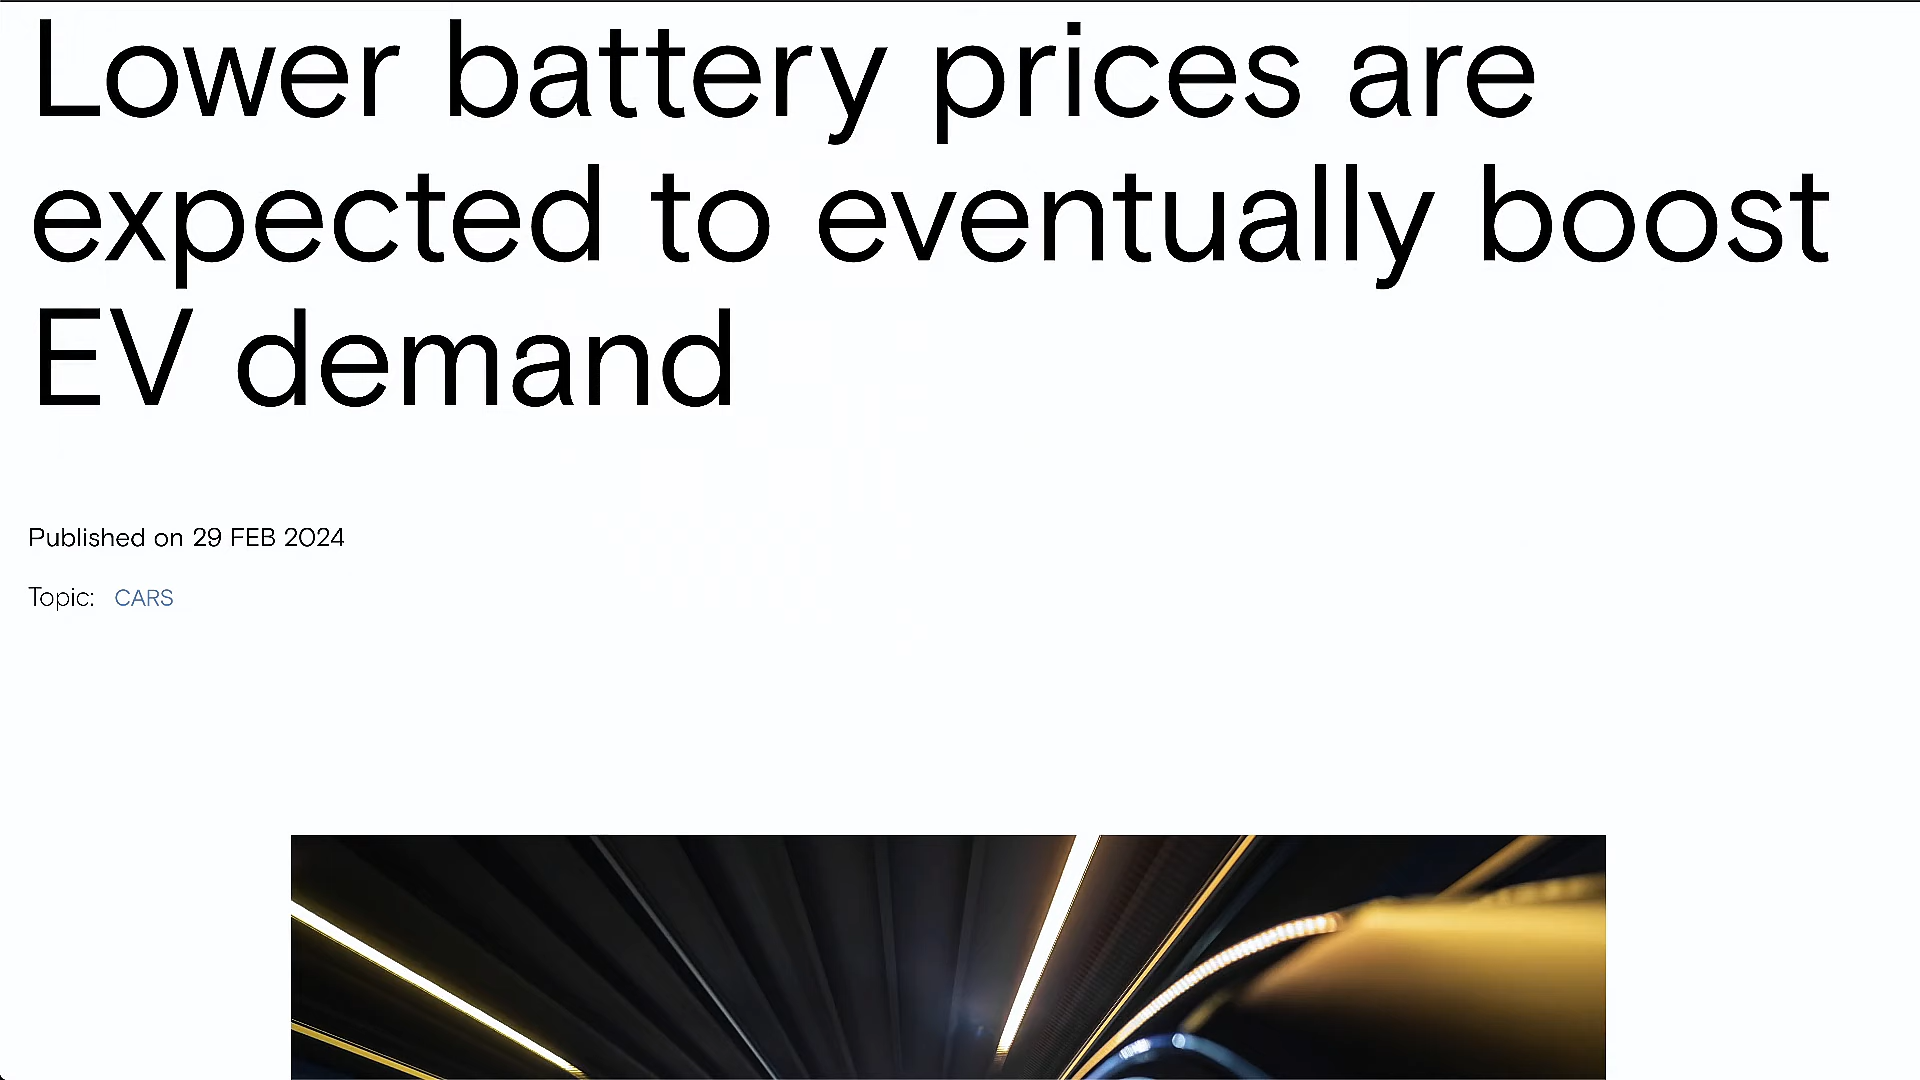 Lower battery prices are
expected to eventually boost
EV demand
Published on 29 FEB 2024
Topic: CARS